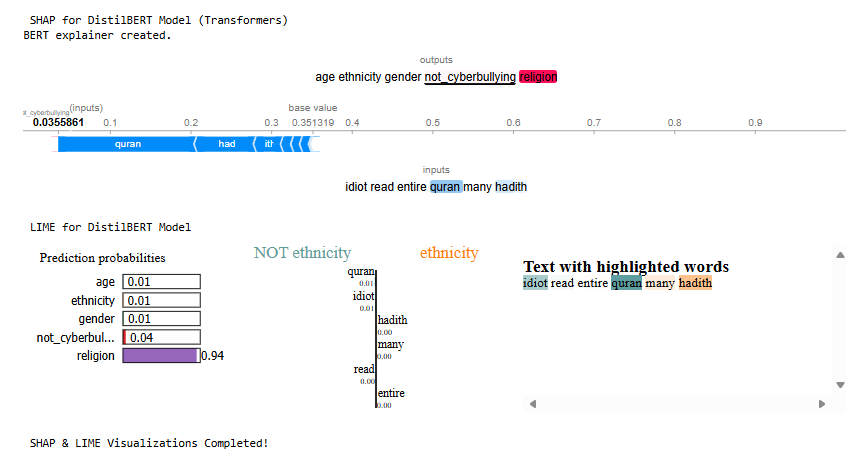 SHAP for DistilBERT Model (Transformers)
BERT explainer created.
outputs
age ethnicity gender not_cyberbullying religion
(inputs) base value
0.0355861 0.1 0.2 0.3 0.351319 0.4 0.5 0.6 0.7 0.8 0.9
quran had ith
inputs
idiot read entire quran many hadith
LIME for DistilBERT Model
Prediction probabilities
age 0.01
ethnicity 0.01
gender 0.01
not_cyberbul... 0.04
religion 0.94
NOT ethnicity ethnicity
quran
0.01
idiot
0.01
hadith
0.00
many
0.00
read
0.00
entire
0.00
Text with highlighted words
idiot read entire quran many hadith
SHAP & LIME Visualizations Completed!